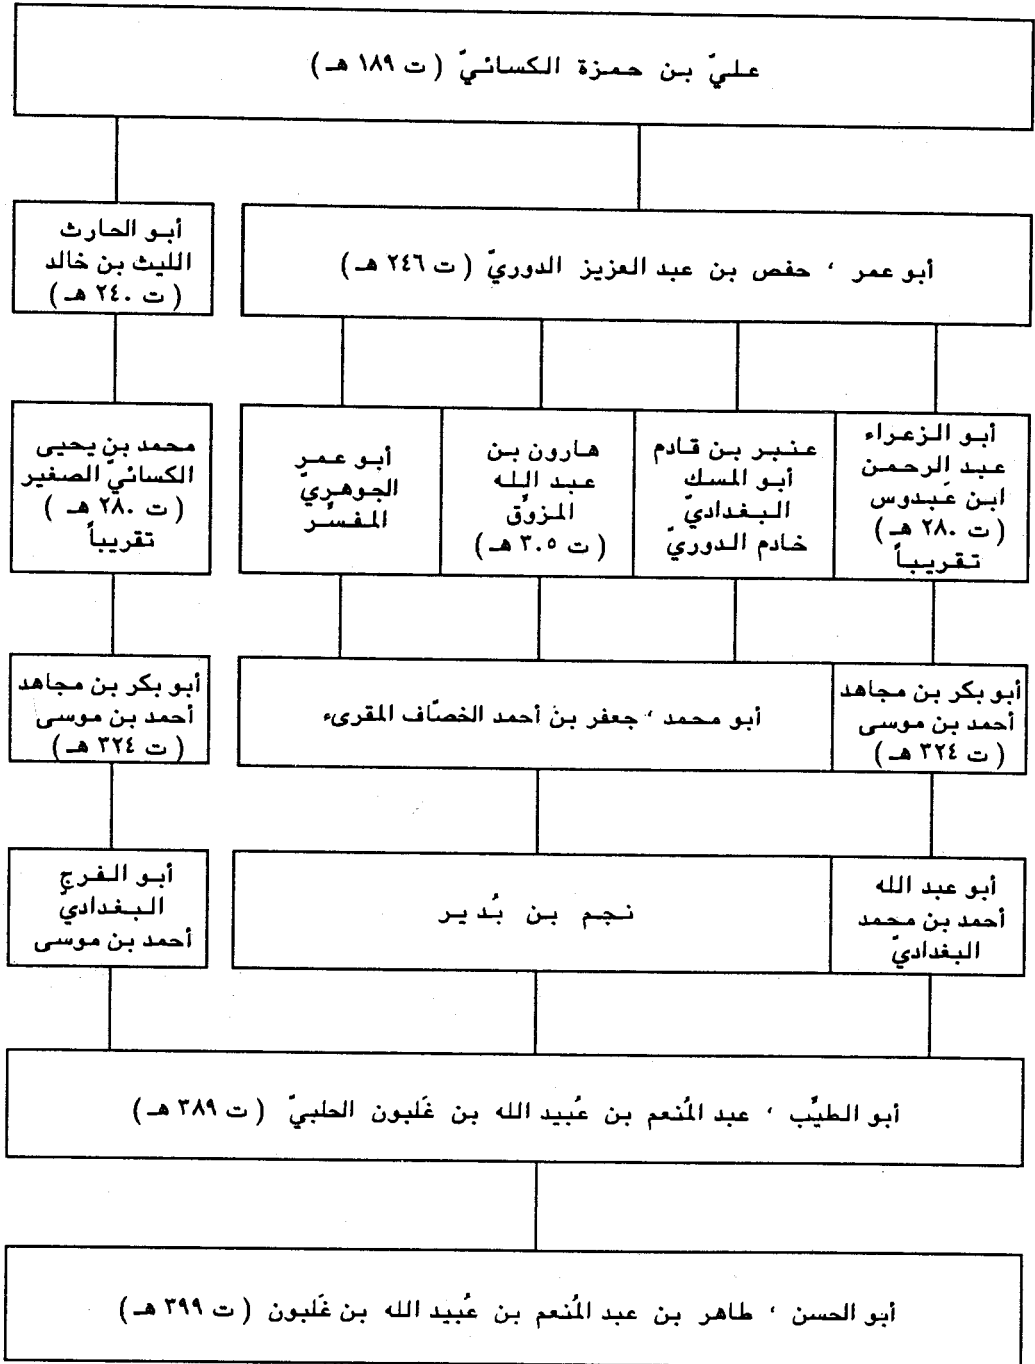 عليّ بن حمزة الكسائيّ ( ت ١٨٩ هـ )
أبو عمر ، حفص بن عبد العزيز الدوريّ ( ت ٢٤٦ هـ )
أبو الحارث
الليث بن خالد
( ت ٢٤٠ هـ )
أبو الزعراء
عبد الرحمن
ابن عَبدوس
( ت ٢٨٠ هـ )
تقريباً
عنبر بن قادم
أبو المسك
البغداديّ
خادم الدوريّ
هارون بن
عبد الله
المزوِّق
( ت ٣٠٥ هـ )
أبو عمر
الجوهريّ
المفسِّر
محمد بن يحيى
الكسائيّ الصغير
( ت ٢٨٠ هـ )
تقريباً
أبو بكر بن مجاهد
أحمد بن موسى
( ت ٣٢٤ هـ )
أبو محمد ، جعفر بن أحمد الخصّاف المقرىء
أبو بكر بن مجاهد
أحمد بن موسى
( ت ٣٢٤ هـ )
أبو عبد الله
أحمد بن محمد
البغداديّ
نجم بن بُدير
أبو الفرج
البغداديّ
أحمد بن موسى
أبو الطيِّب ، عبد المُنعم بن عُبيد الله بن غَلبون الحلبيّ ( ت ٣٨٩ هـ )
أبو الحسن ، طاهر بن عبد المُنعم بن عُبيد الله بن غَلبون ( ت ٣٩٩ هـ )